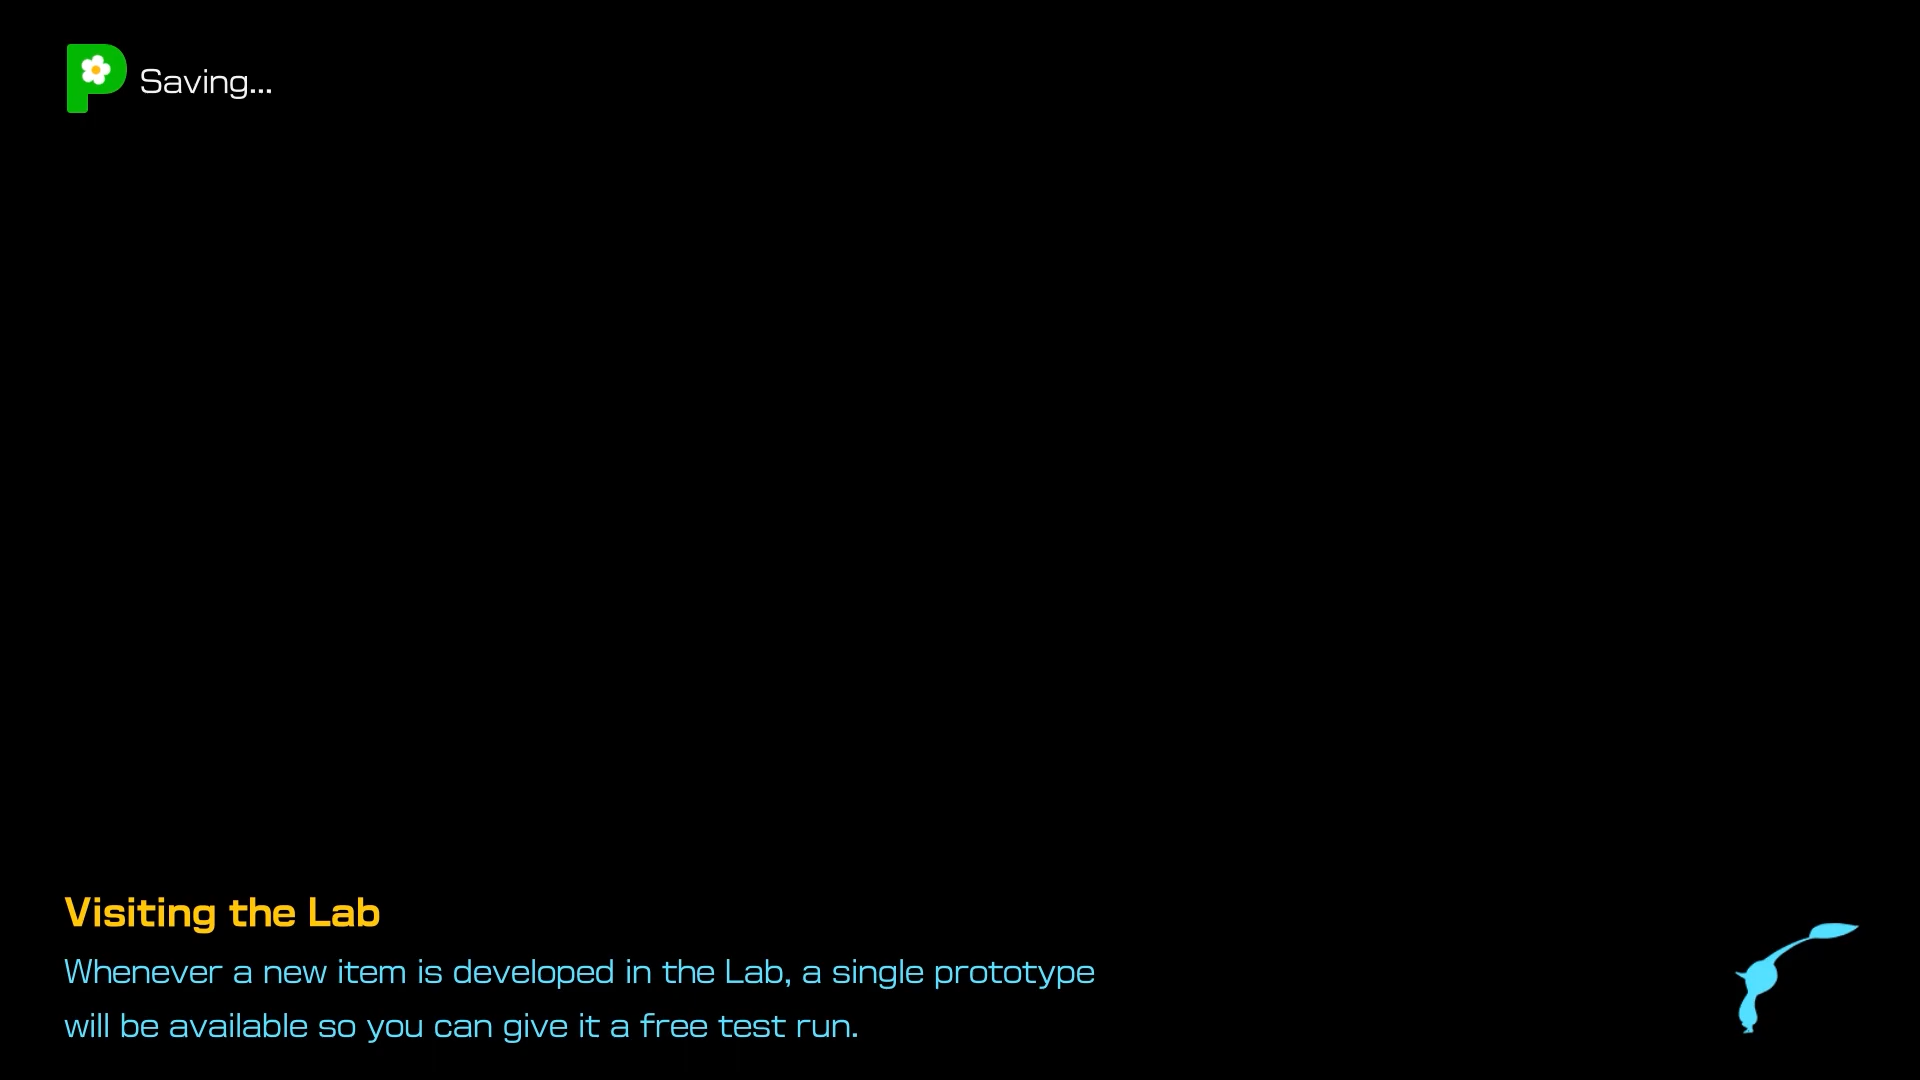 P Saving...
Visiting the Lab
Whenever a new item is developed in the Lab, a single prototype
will be available so you can give it a free test run.